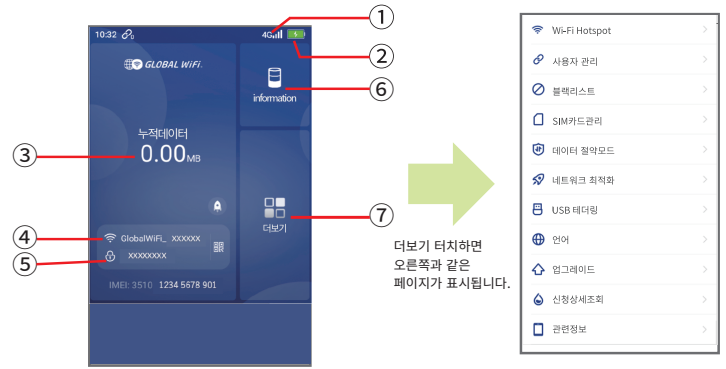 ①
10:32
4G
②
GLOBAL WiFi.
information
⑥
누적데이터
③
0.00MB
더보기
⑦
④
GlobalWiFi_ xxxxxx
⑤
xxxxxxxx
IMEI: 3510 1234 5678 901
더보기 터치하면
오른쪽과 같은
페이지가 표시됩니다.
Wi-Fi Hotspot
사용자 관리
블랙리스트
SIM카드관리
데이터 절약모드
네트워크 최적화
USB 테더링
언어
업그레이드
신청상세조회
관련정보